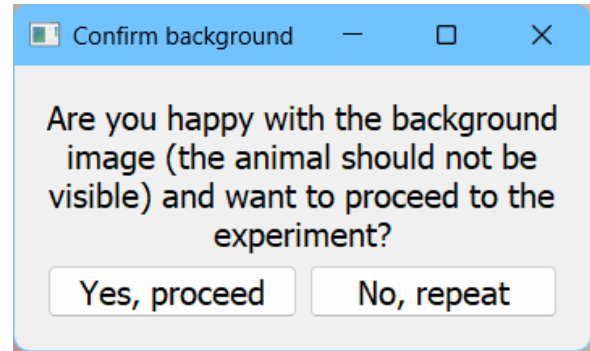 Confirm background
Are you happy with the background
image (the animal should not be
visible) and want to proceed to the
experiment?
Yes, proceed
No, repeat